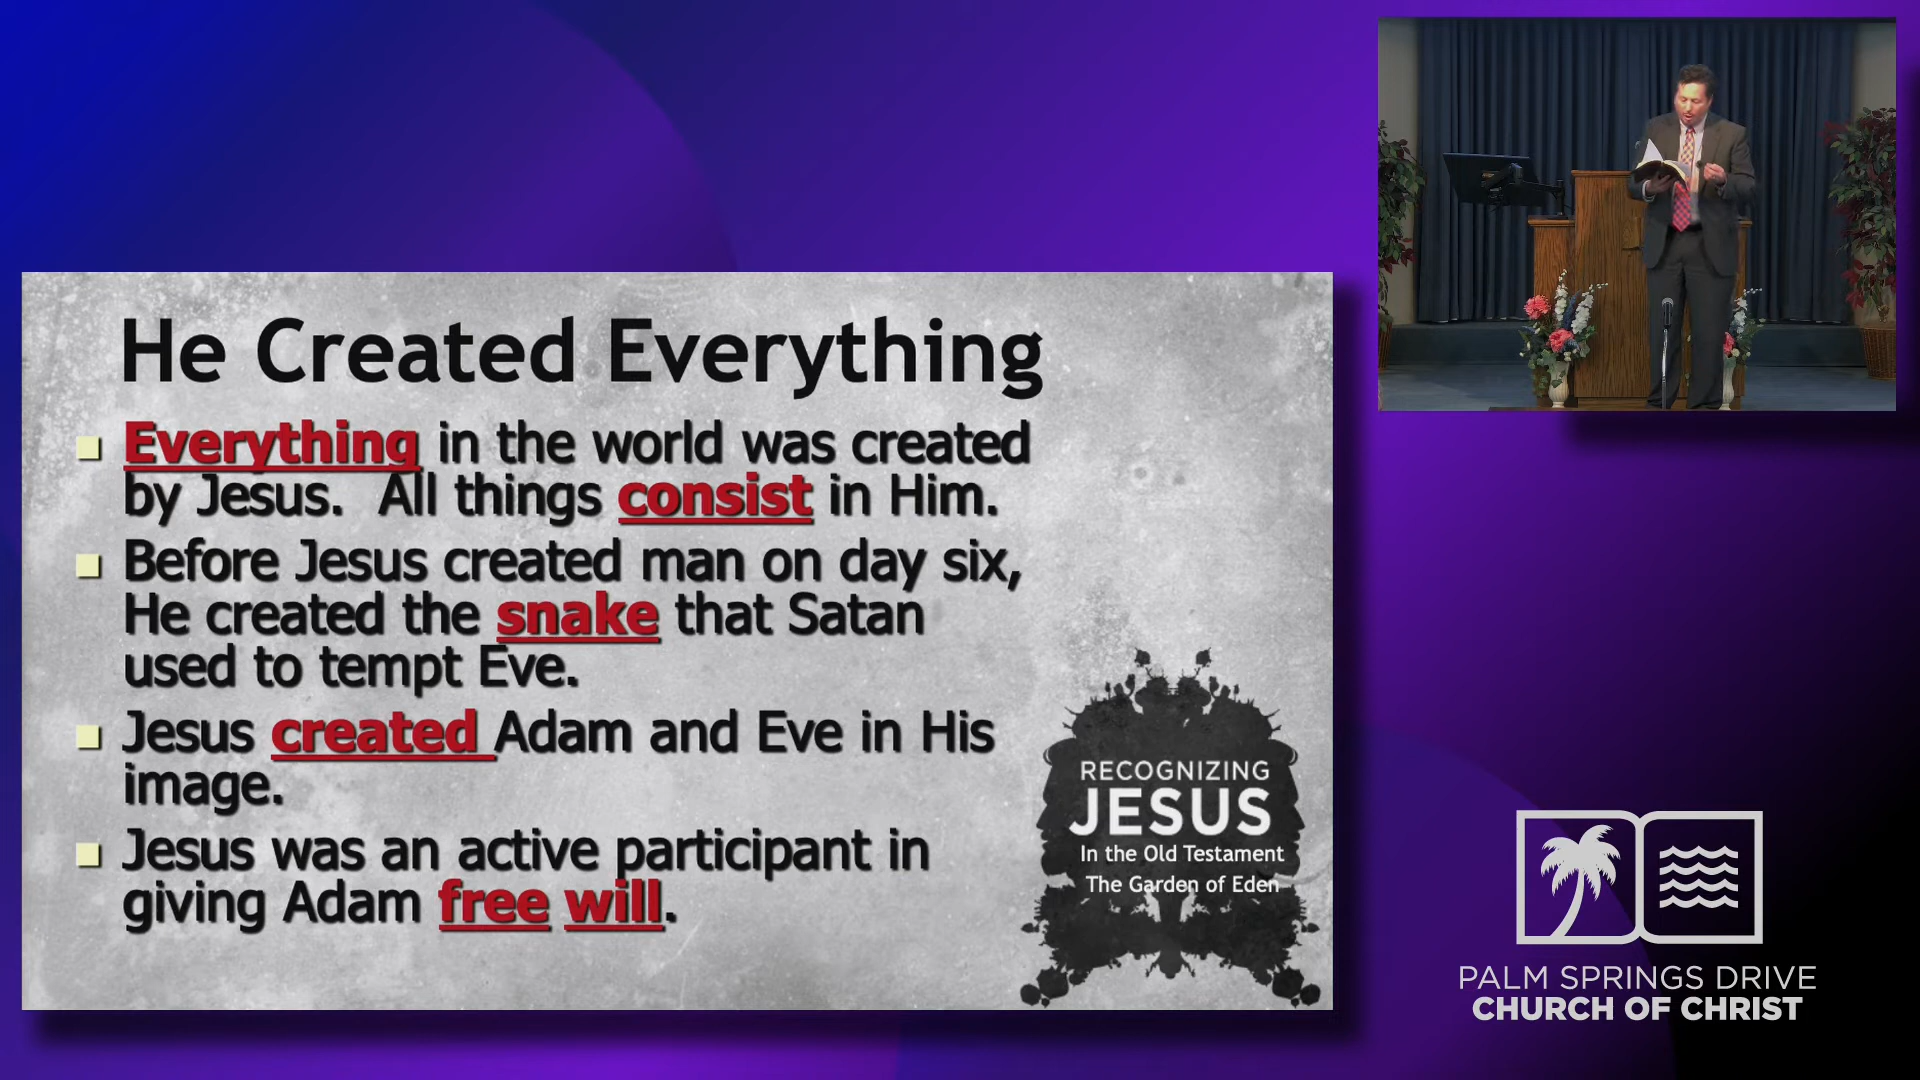 He Created Everything
Everything in the world was created
by Jesus.  All things consist in Him.
Before Jesus created man on day six,
He created the snake that Satan
used to tempt Eve.
Jesus created Adam and Eve in His
image.
Jesus was an active participant in
giving Adam free will.
RECOGNIZING
JESUS
In the Old Testament
The Garden of Eden
PALM SPRINGS DRIVE
CHURCH OF CHRIST